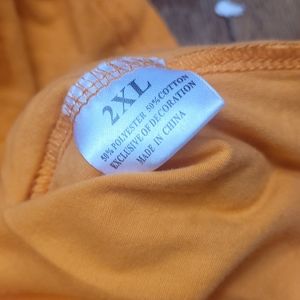 2XL
50% POLYESTER 50% COTTON
EXCLUSIVE OF DECORATION
MADE IN CHINA